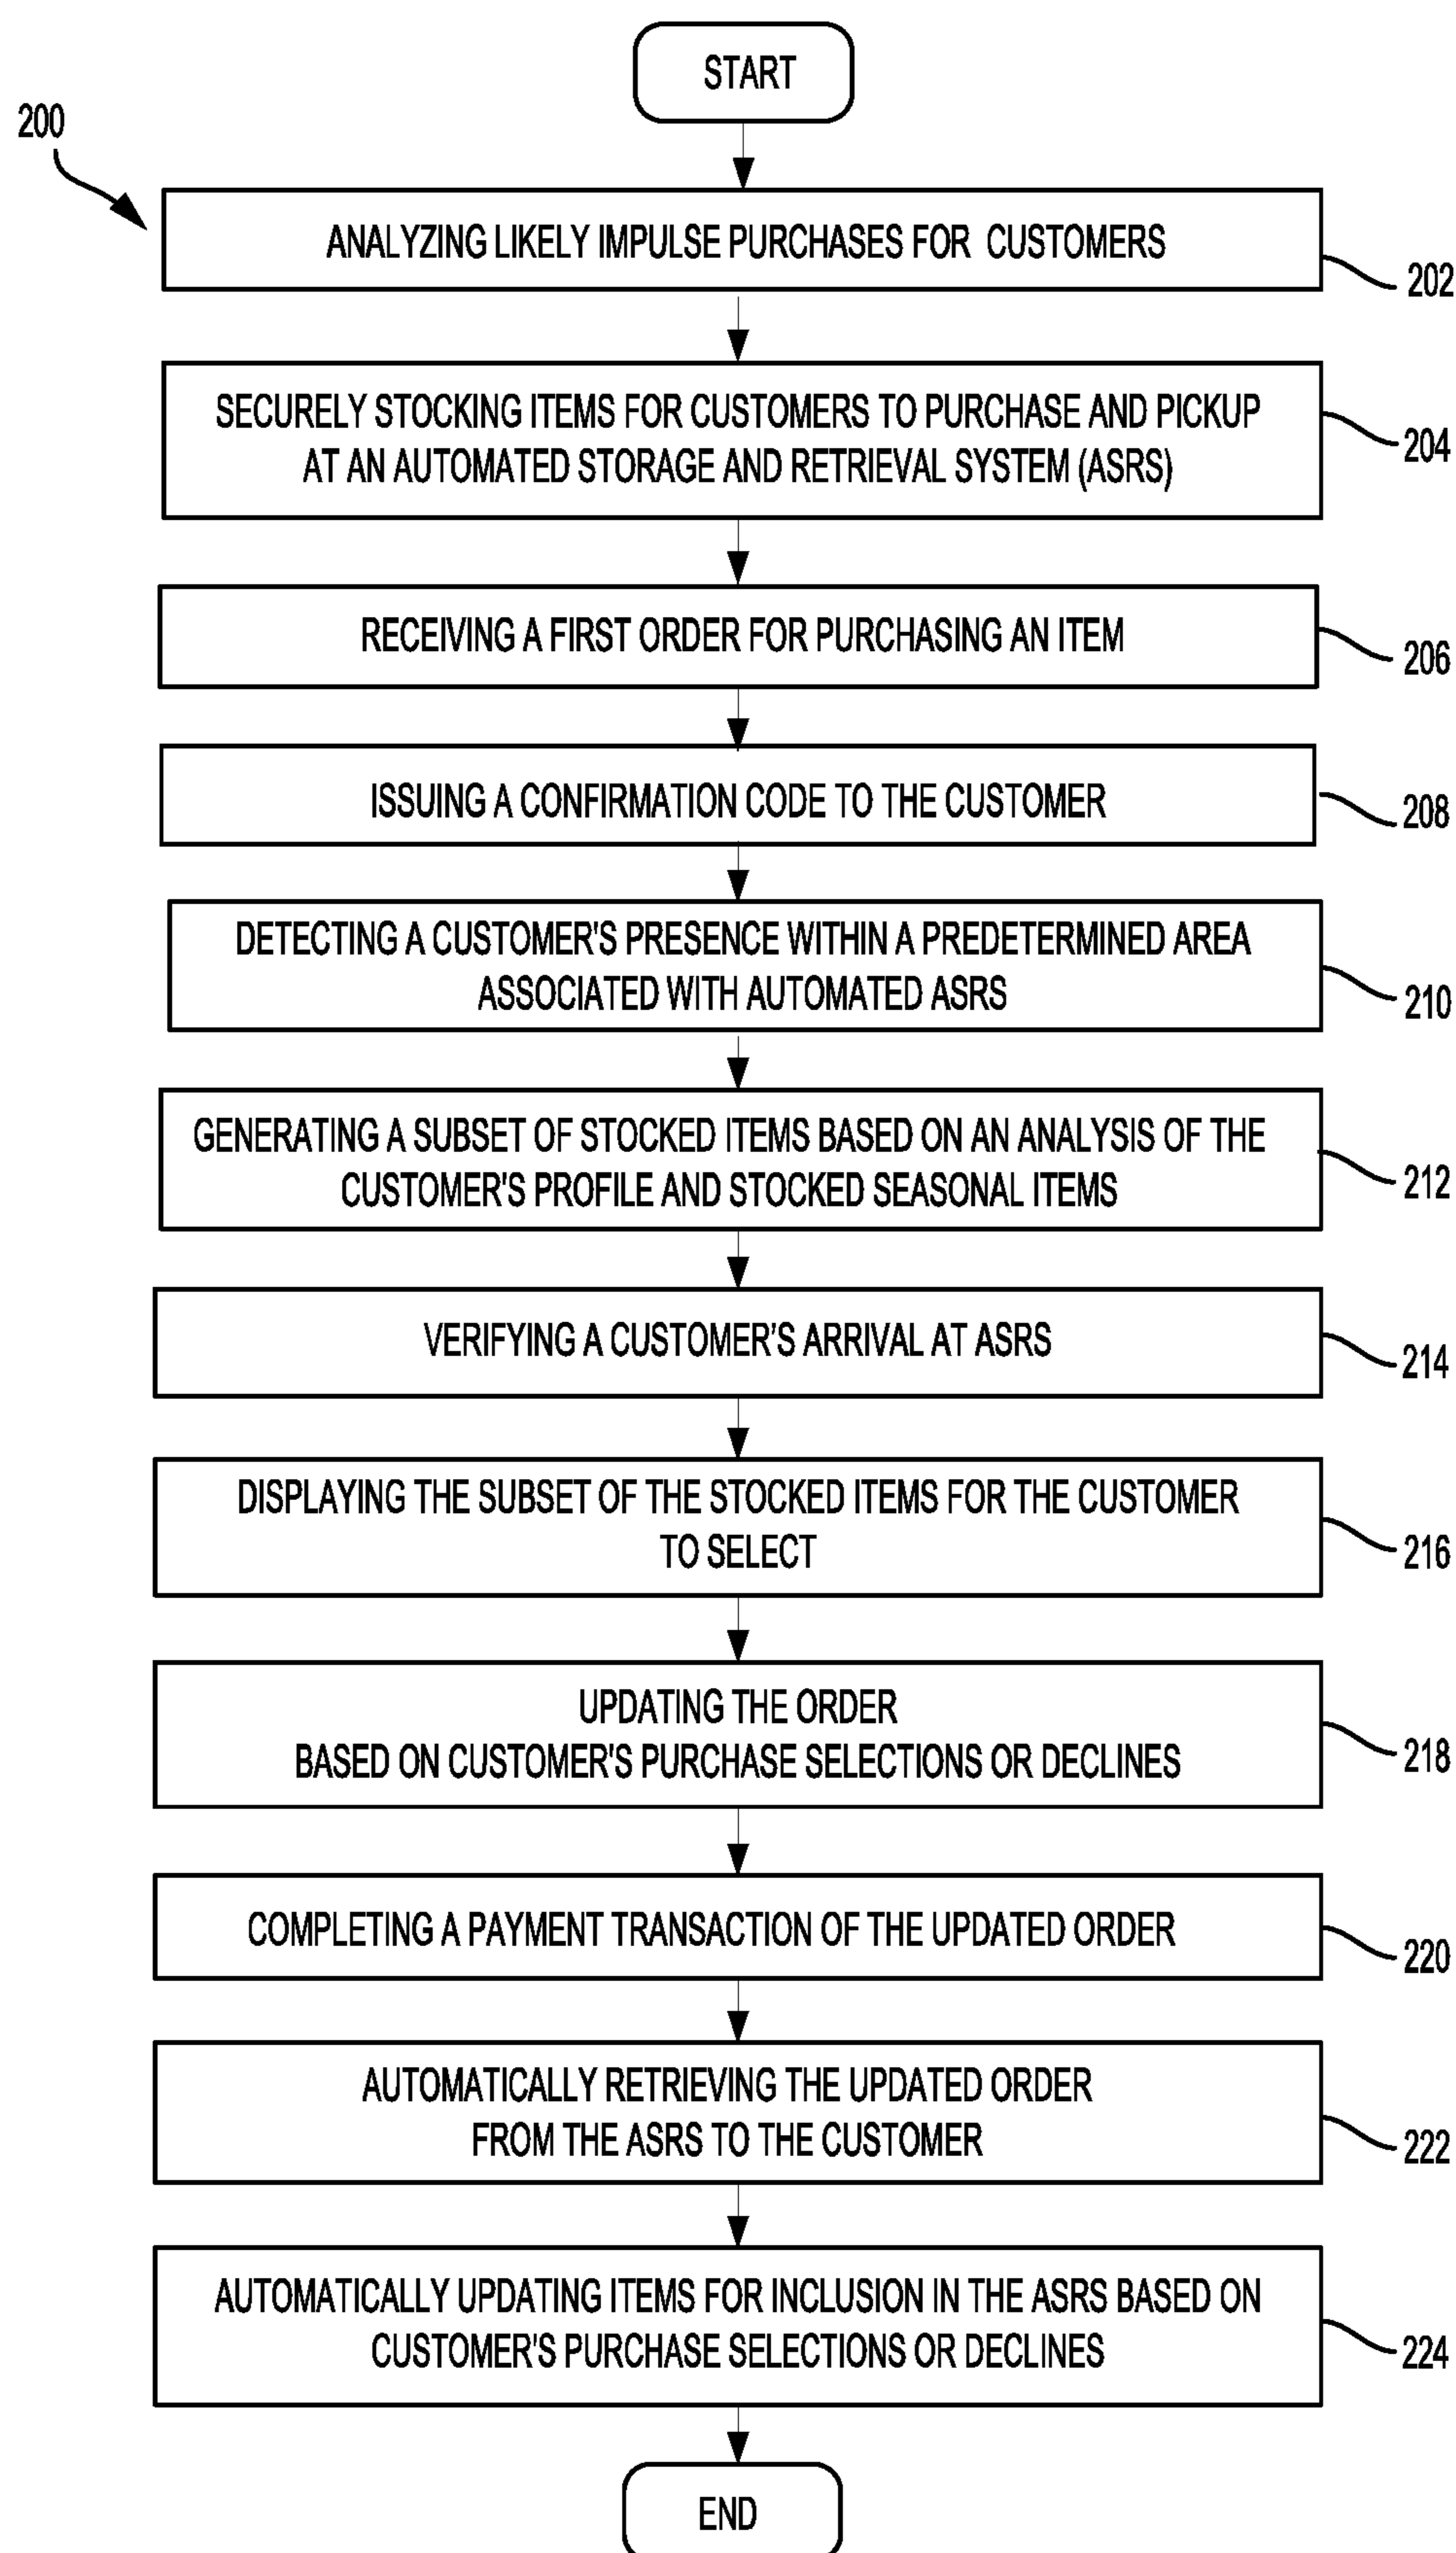 START
200
ANALYZING LIKELY IMPULSE PURCHASES FOR CUSTOMERS
202
SECURELY STOCKING ITEMS FOR CUSTOMERS TO PURCHASE AND PICKUP
AT AN AUTOMATED STORAGE AND RETRIEVAL SYSTEM (ASRS)
204
RECEIVING A FIRST ORDER FOR PURCHASING AN ITEM
206
ISSUING A CONFIRMATION CODE TO THE CUSTOMER
208
DETECTING A CUSTOMER'S PRESENCE WITHIN A PREDETERMINED AREA
ASSOCIATED WITH AUTOMATED ASRS
210
GENERATING A SUBSET OF STOCKED ITEMS BASED ON AN ANALYSIS OF THE
CUSTOMER'S PROFILE AND STOCKED SEASONAL ITEMS
212
VERIFYING A CUSTOMER’S ARRIVAL AT ASRS
214
DISPLAYING THE SUBSET OF THE STOCKED ITEMS FOR THE CUSTOMER
TO SELECT
216
UPDATING THE ORDER
BASED ON CUSTOMER'S PURCHASE SELECTIONS OR DECLINES
218
COMPLETING A PAYMENT TRANSACTION OF THE UPDATED ORDER
220
AUTOMATICALLY RETRIEVING THE UPDATED ORDER
FROM THE ASRS TO THE CUSTOMER
222
AUTOMATICALLY UPDATING ITEMS FOR INCLUSION IN THE ASRS BASED ON
CUSTOMER'S PURCHASE SELECTIONS OR DECLINES
224
END